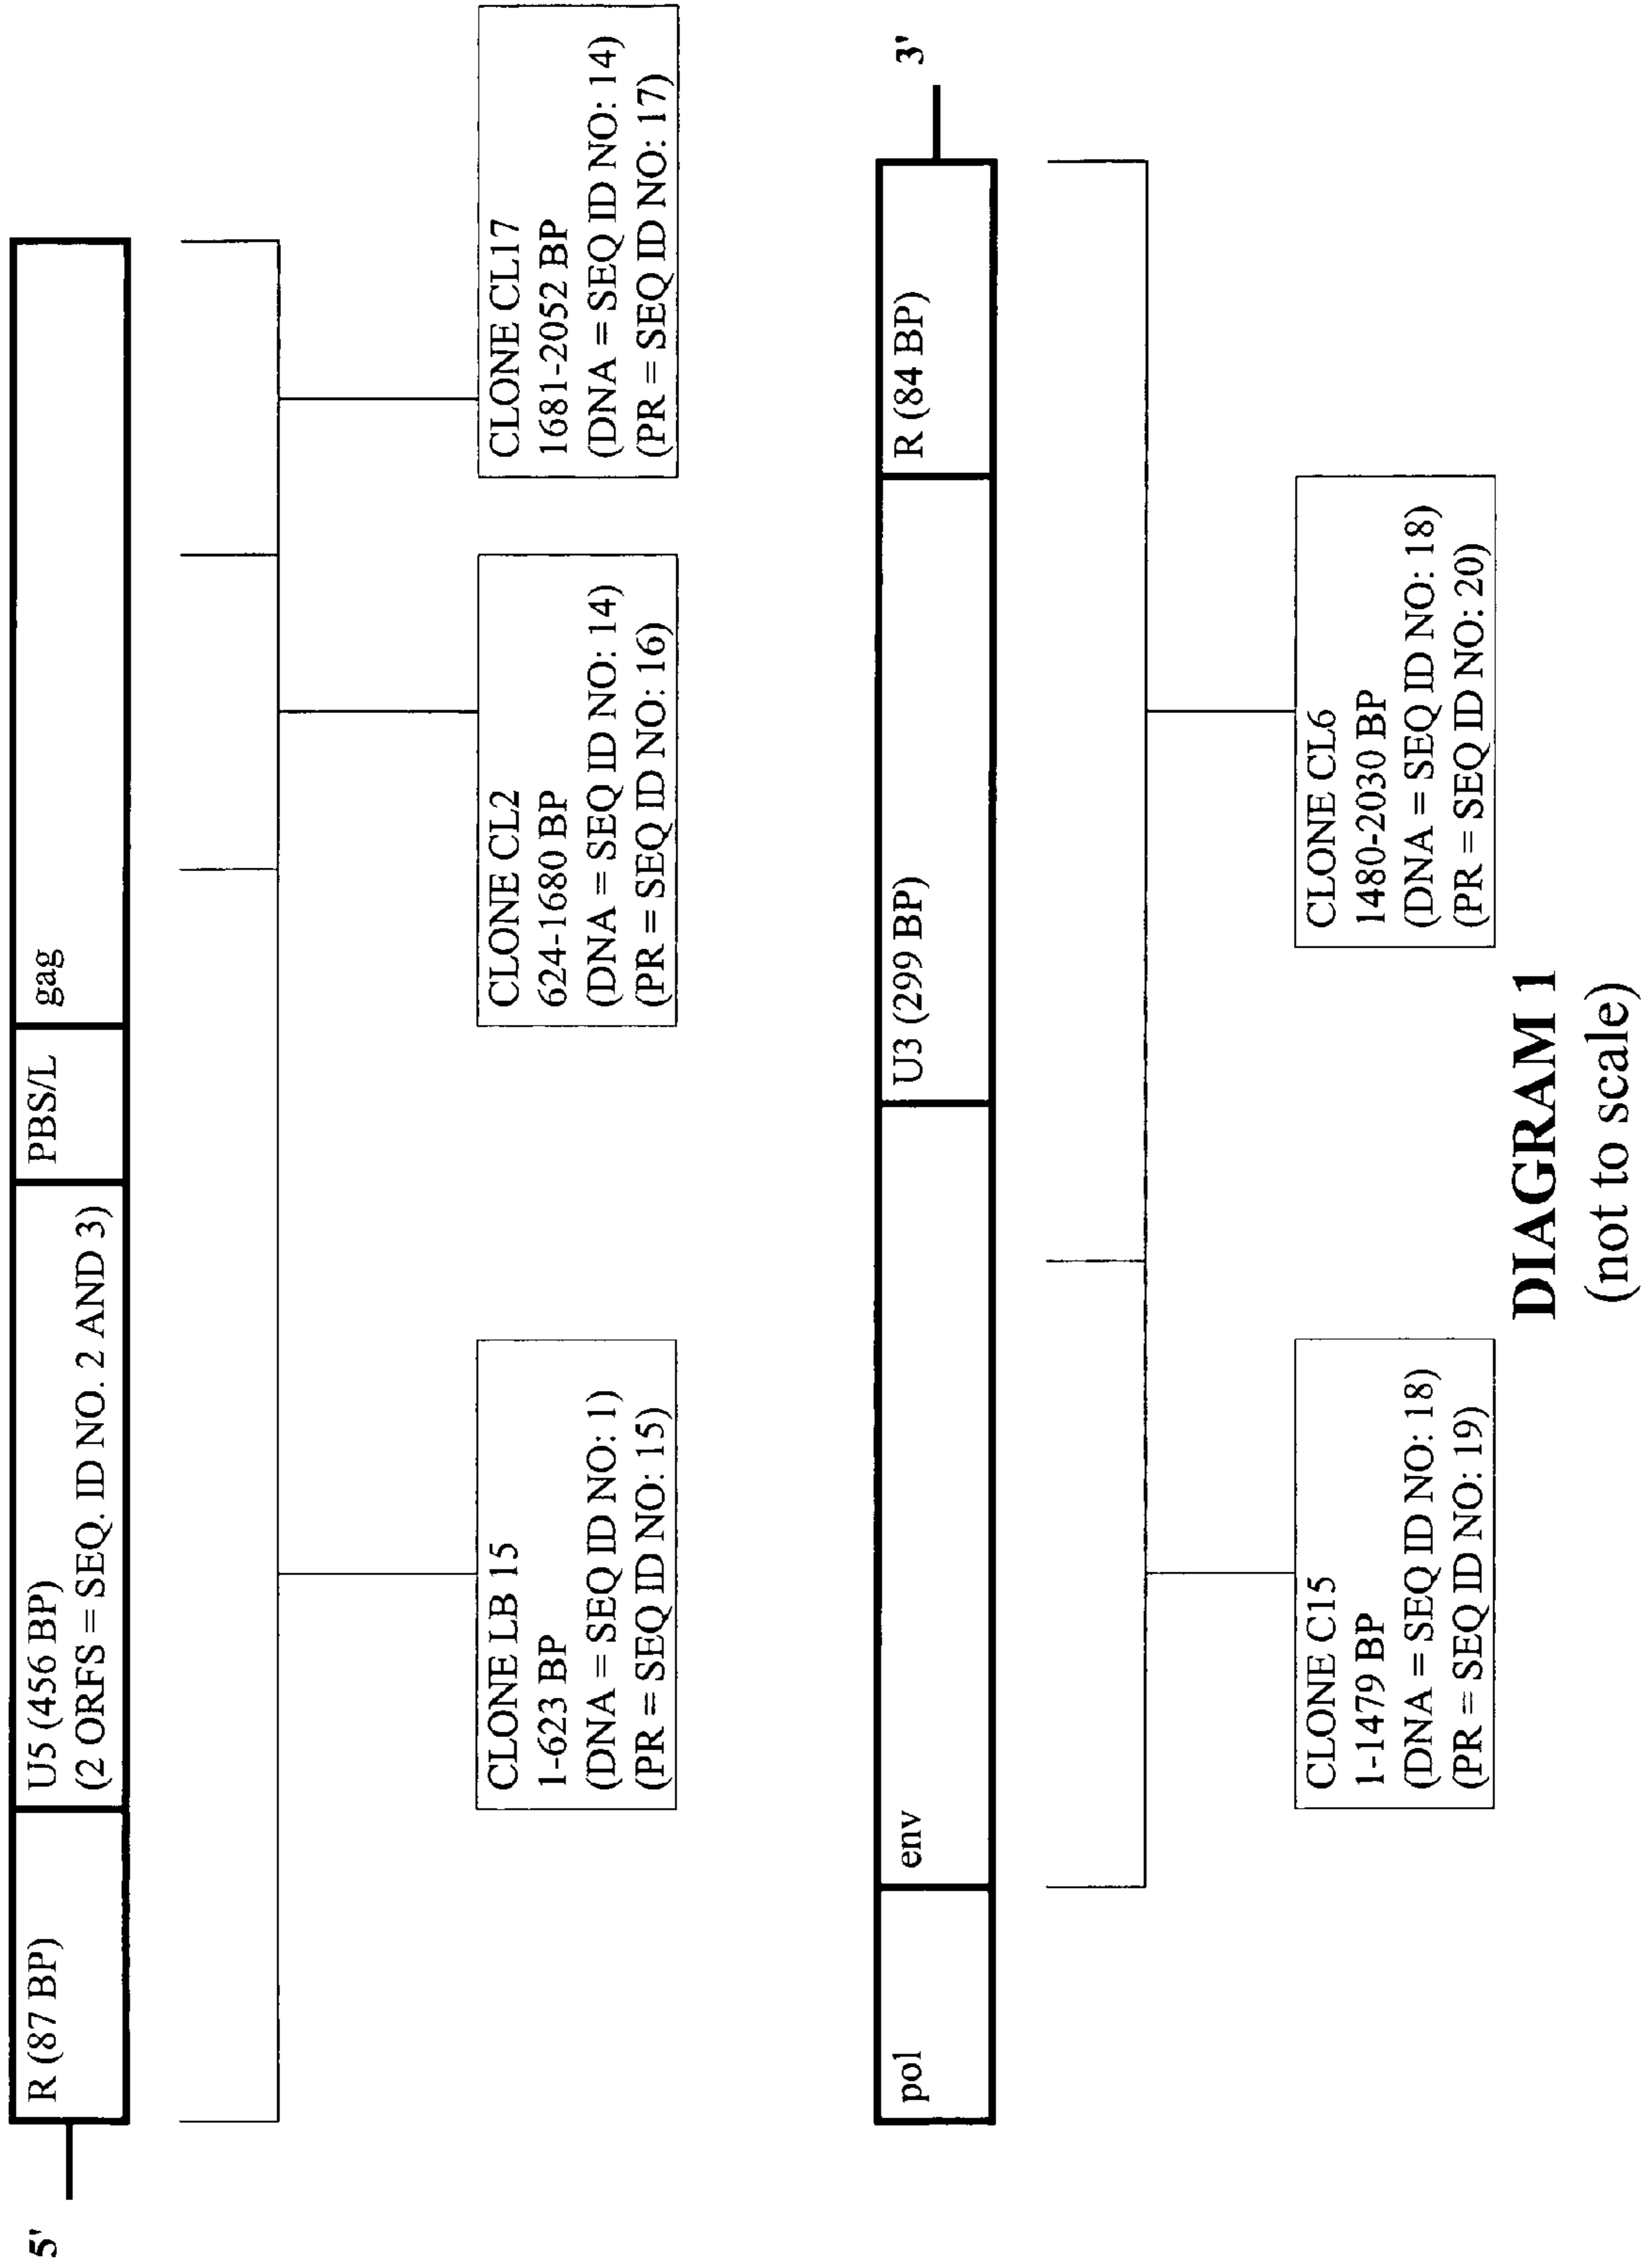 5'
R (87 BP)
U5 (456 BP)
(2 ORFS = SEQ. ID NO. 2 AND 3)
PBS/L
gag
CLONE LB 15
1-623 BP
(DNA = SEQ ID NO: 1)
(PR = SEQ ID NO: 15)
CLONE CL2
624-1680 BP
(DNA = SEQ ID NO: 14)
(PR = SEQ ID NO: 16)
CLONE CL17
1681-2052 BP
(DNA = SEQ ID NO: 14)
(PR = SEQ ID NO: 17)
pol
env
U3 (299 BP)
R (84 BP)
3'
CLONE C15
1-1479 BP
(DNA = SEQ ID NO: 18)
(PR = SEQ ID NO: 19)
CLONE CL6
1480-2030 BP
(DNA = SEQ ID NO: 18)
(PR = SEQ ID NO: 20)
DIAGRAM 1
(not to scale)